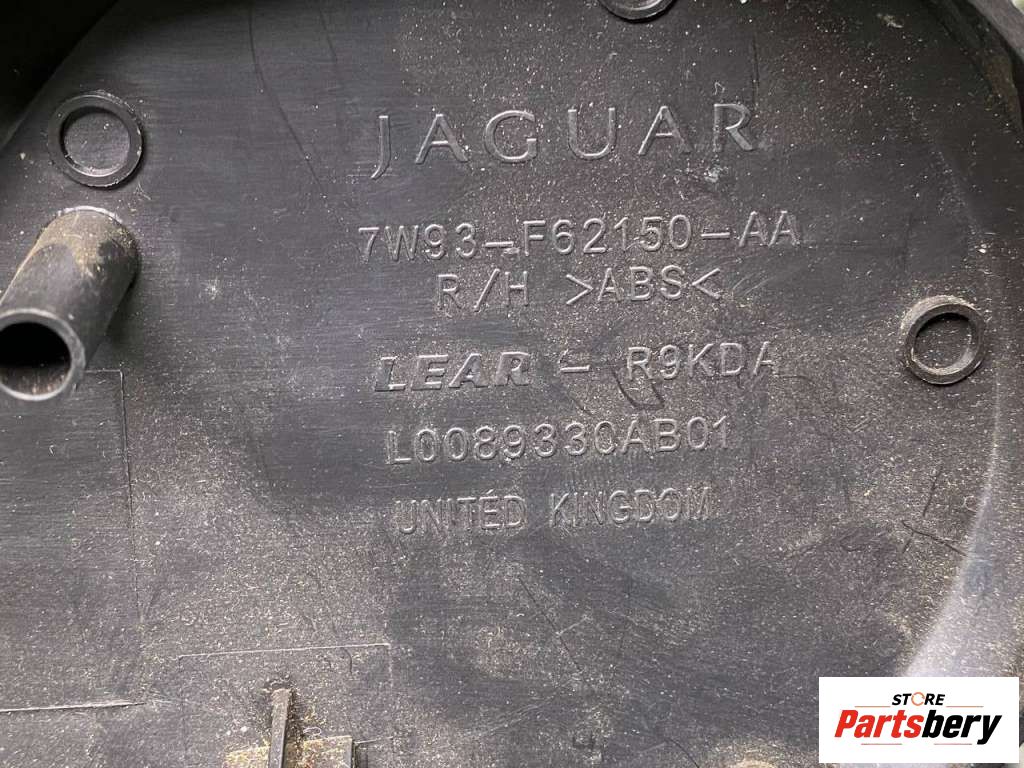 JAGUAR
7W93-F62150-AA
R/H >ABS<
LEAR - R9KDA
L0089330AB01
UNITED KINGDOM
STORE
Partsbery